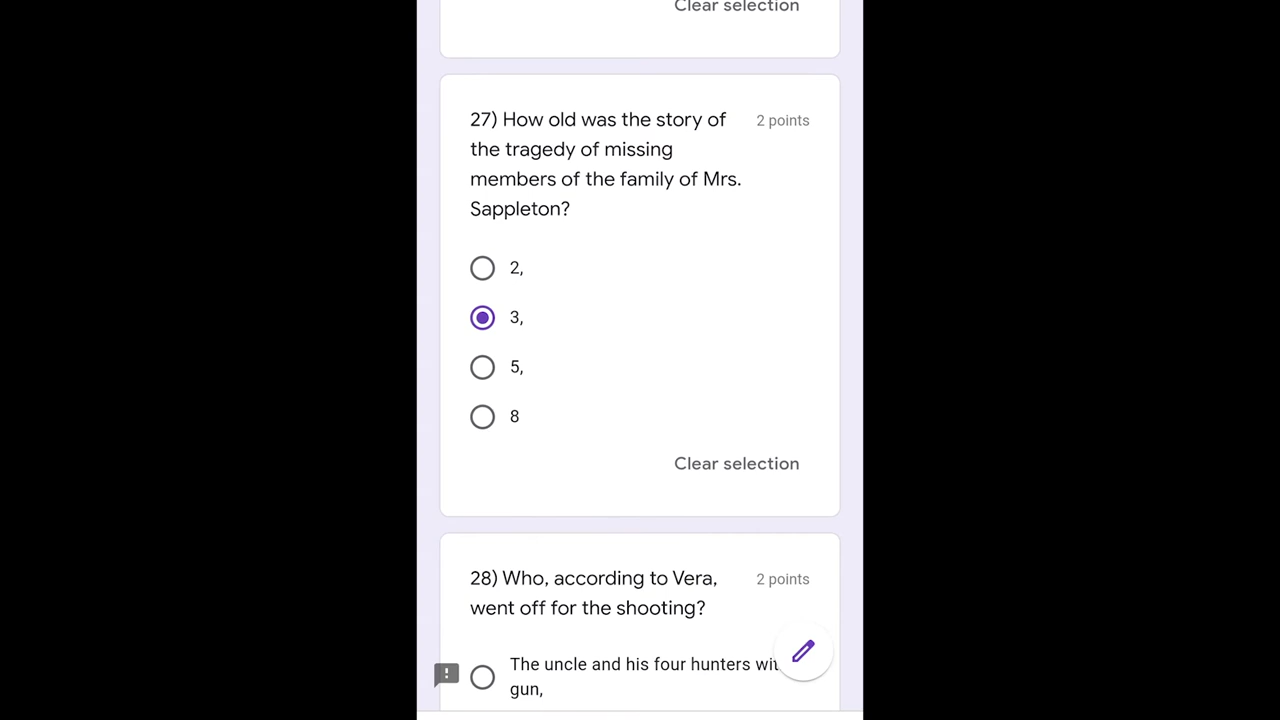 Clear selection
27) How old was the story of
2 points
the tragedy of missing
members of the family of Mrs.
Sappleton?
2,
3,
5,
8
Clear selection
28) Who, according to Vera,
2 points
went off for the shooting?
The uncle and his four hunters
gun,